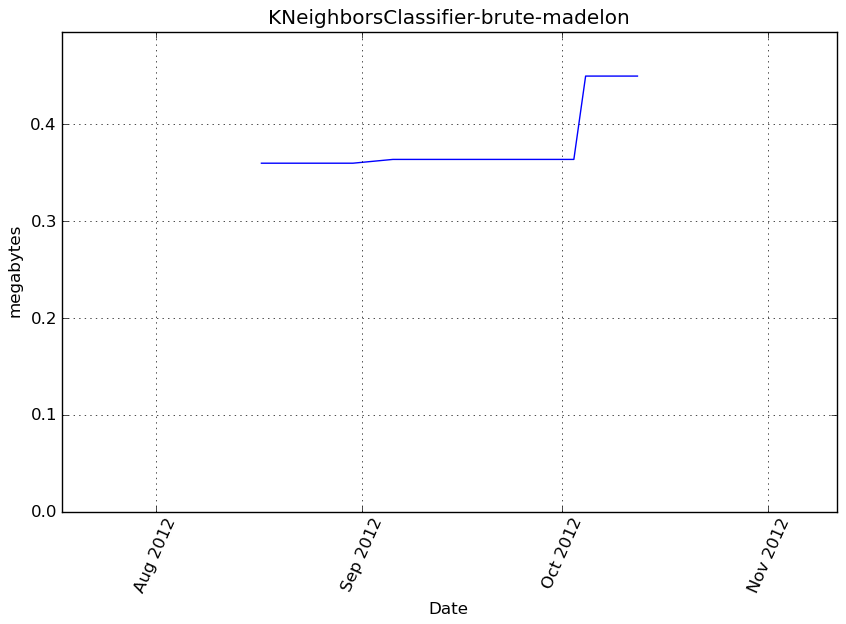 KNeighborsClassifier-brute-madelon
megabytes
0.4
0.3
0.2
0.1
0.0
Aug 2012
Sep 2012
Oct 2012
Nov 2012
Date